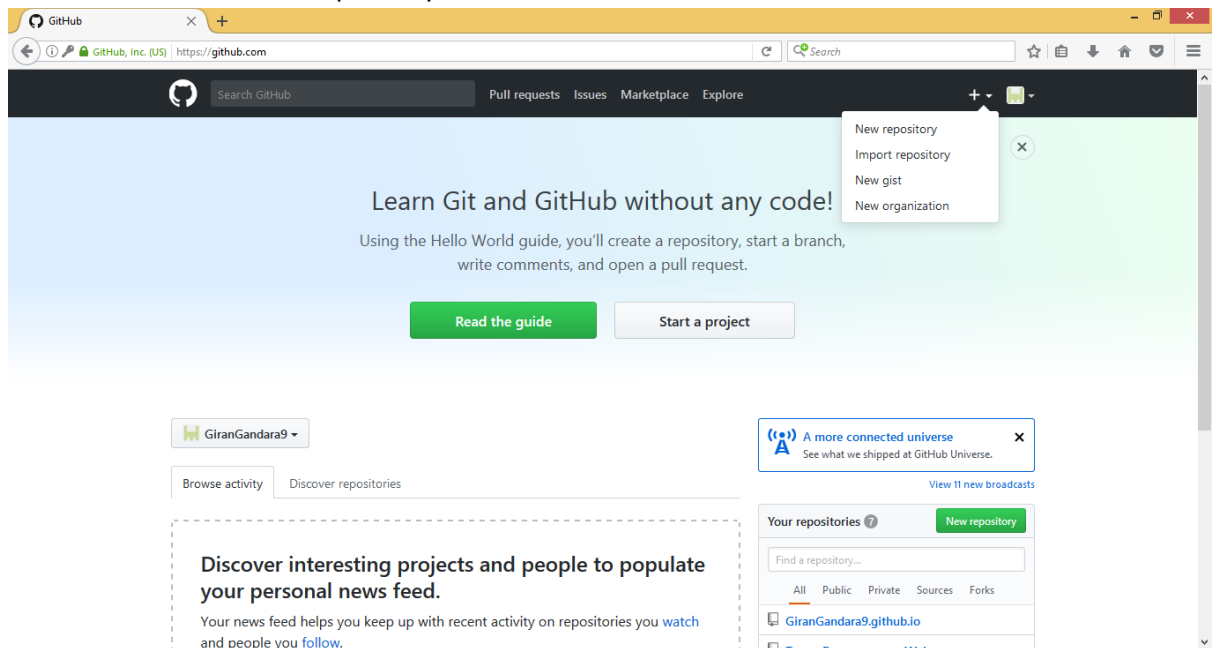 GitHub
GitHub, Inc. (US)
https://github.com
Search
Search GitHub
Pull requests Issues Marketplace Explore
New repository
Import repository
New gist
New organization
Learn Git and GitHub without any code!
Using the Hello World guide, you'll create a repository, start a branch,
write comments, and open a pull request.
Read the guide
Start a project
GiranGandara9
Browse activity
Discover repositories
Discover interesting projects and people to populate
your personal news feed.
Your news feed helps you keep up with recent activity on repositories you watch
and people you follow.
A more connected universe
See what we shipped at GitHub Universe.
View 11 new broadcasts
Your repositories 7
New repository
Find a repository...
All Public Private Sources Forks
GiranGandara9.github.io